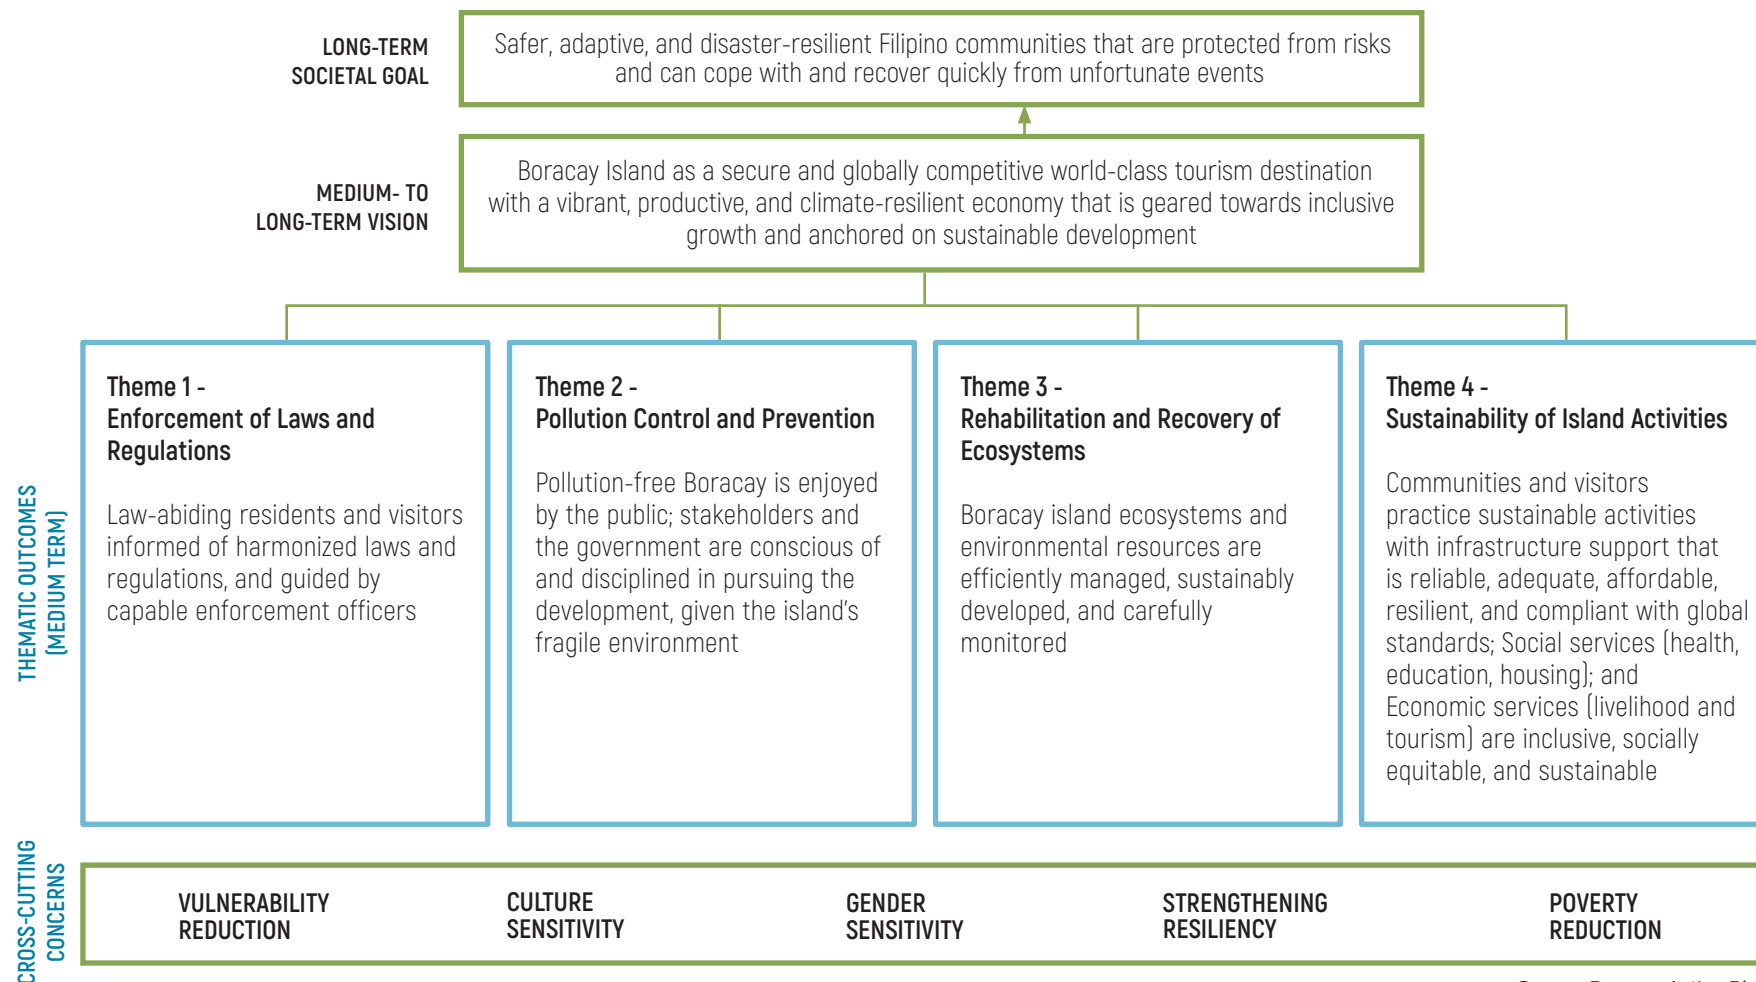 LONG-TERM
SOCIETAL GOAL
Safer, adaptive, and disaster-resilient Filipino communities that are protected from risks
and can cope with and recover quickly from unfortunate events
MEDIUM- TO
LONG-TERM VISION
Boracay Island as a secure and globally competitive world-class tourism destination
with a vibrant, productive, and climate-resilient economy that is geared towards inclusive
growth and anchored on sustainable development
THEMATIC OUTCOMES
(MEDIUM TERM)
Theme 1 -
Enforcement of Laws and
Regulations
Law-abiding residents and visitors
informed of harmonized laws and
regulations, and guided by
capable enforcement officers
Theme 2 -
Pollution Control and Prevention
Pollution-free Boracay is enjoyed
by the public; stakeholders and
the government are conscious of
and disciplined in pursuing the
development, given the island's
fragile environment
Theme 3 -
Rehabilitation and Recovery of
Ecosystems
Boracay island ecosystems and
environmental resources are
efficiently managed, sustainably
developed, and carefully
monitored
Theme 4 -
Sustainability of Island Activities
Communities and visitors
practice sustainable activities
with infrastructure support that
is reliable, adequate, affordable,
resilient, and compliant with global
standards; Social services (health,
education, housing); and
Economic services (livelihood and
tourism) are inclusive, socially
equitable, and sustainable
CROSS-CUTTING
CONCERNS
VULNERABILITY
REDUCTION
CULTURE
SENSITIVITY
GENDER
SENSITIVITY
STRENGTHENING
RESILIENCY
POVERTY
REDUCTION